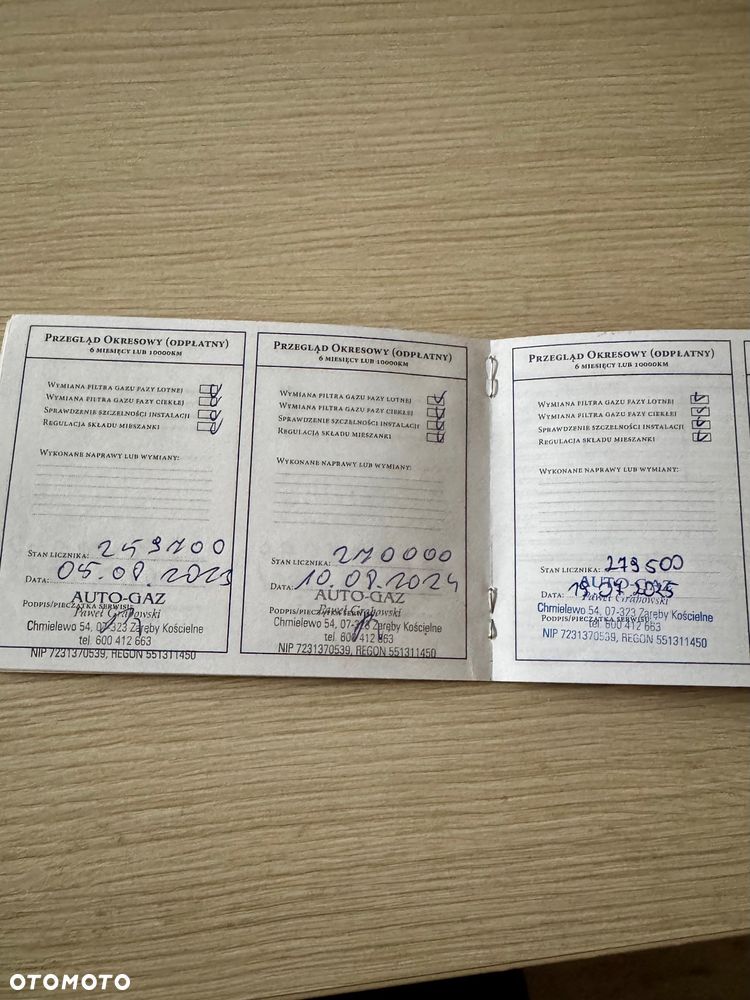 PRZEGLĄD OKRESOWY (ODPŁATNY)
6 MIESIĘCY LUB 10000KM
WYMIANA FILTRA GAZU FAZY LOTNEJ
WYMIANA FILTRA GAZU FAZY CIEKŁEJ
SPRAWDZENIE SZCZELNOŚCI INSTALACJI
REGULACJA SKŁADU MIESZANKI
WYKONANE NAPRAWY LUB WYMIANY:
STAN LICZNIKA: 259100
DATA: 05.08.2023
AUTO-GAZ
PODPIS/PIECZĄTKA SERWISU
Paweł Grabowski
Chmielewo 54, 07-323 Zaręby Kościelne
tel. 600 412 663
NIP 7231370539, REGON 551311450
PRZEGLĄD OKRESOWY (ODPŁATNY)
6 MIESIĘCY LUB 10000KM
WYMIANA FILTRA GAZU FAZY LOTNEJ
WYMIANA FILTRA GAZU FAZY CIEKŁEJ
SPRAWDZENIE SZCZELNOŚCI INSTALACJI
REGULACJA SKŁADU MIESZANKI
WYKONANE NAPRAWY LUB WYMIANY:
STAN LICZNIKA: 270000
DATA: 10.08.2024
AUTO-GAZ
PODPIS/PIECZĄTKA
Paweł Grabowski
Chmielewo 54, 07-323 Zaręby Kościelne
tel. 600 412 663
NIP 7231370539, REGON 551311450
PRZEGLĄD OKRESOWY (ODPŁATNY)
6 MIESIĘCY LUB 10000KM
WYMIANA FILTRA GAZU FAZY LOTNEJ
WYMIANA FILTRA GAZU FAZY CIEKŁEJ
SPRAWDZENIE SZCZELNOŚCI INSTALACJI
REGULACJA SKŁADU MIESZANKI
WYKONANE NAPRAWY LUB WYMIANY:
STAN LICZNIKA: 279500
AUTO-GAZ
DATA:
Paweł Grabowski
Chmielewo 54, 07-323 Zaręby Kościelne
PODPIS/PIECZĄTKA SERWISU
tel. 600 412 663
NIP 7231370539, REGON 551311450
OTOMOTO